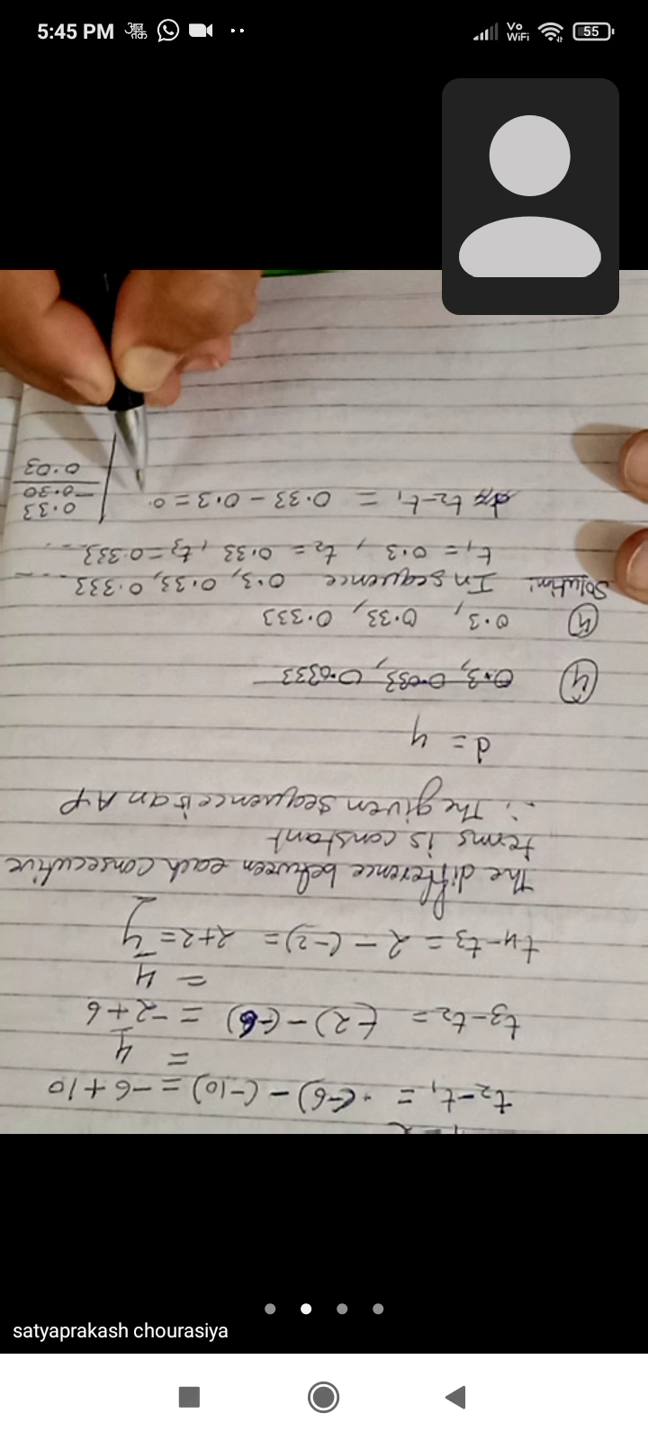 5:45 PM
Vo
WiFi
55
t₂-t₁ = (-6) - (-10) = -6+10
= 4
t₃-t₂ = (-2) - (-6) = -2+6
= 4
t₄-t₃ = 2 - (-2) = 2+2 = 4
The difference between each consecutive
terms is constant
∴ The given sequence is an AP
d = 4
④ 0.3, 0.033, 0.0333
④ 0.3, 0.33, 0.333
Solution: In sequence 0.3, 0.33, 0.333 ....
t₁ = 0.3, t₂ = 0.33, t₃ = 0.333 ....
t₂-t₁ = 0.33 - 0.3 = 0.
0.33
-0.30
0.03
satyaprakash chourasiya